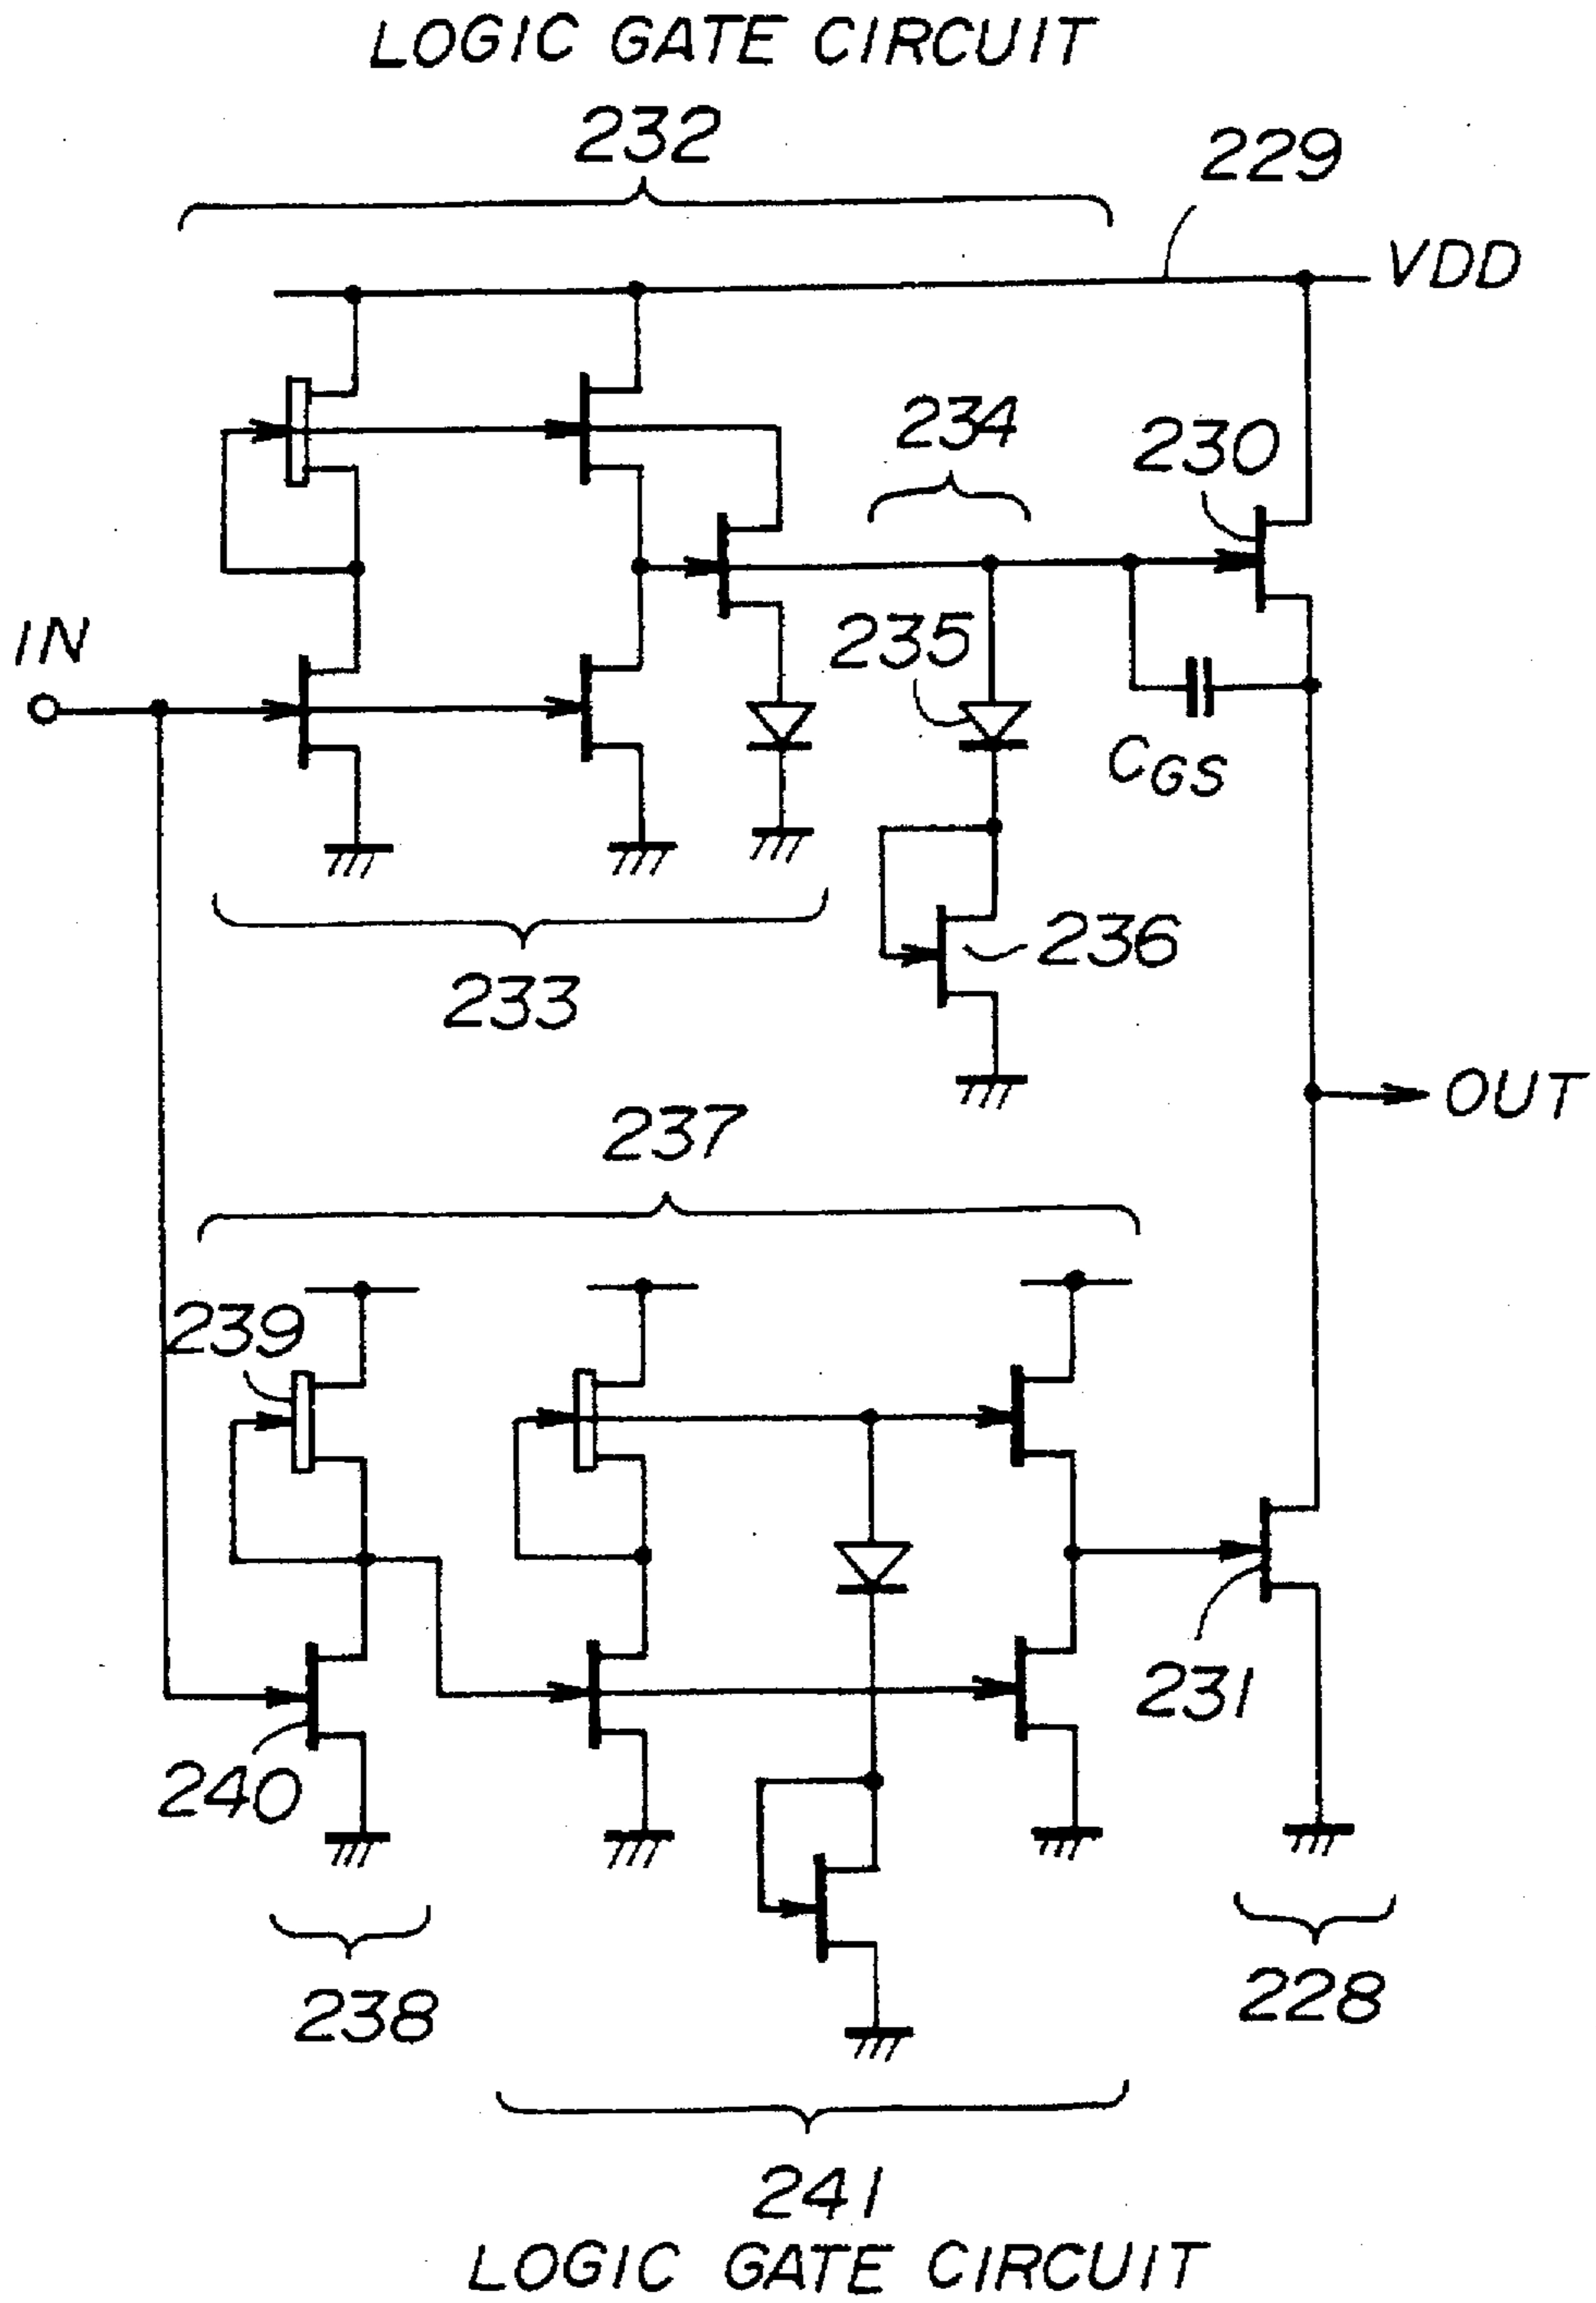 LOGIC GATE CIRCUIT
232
229
VDD
234
230
IN
235
CGS
236
233
OUT
237
239
231
240
238
228
241
LOGIC GATE CIRCUIT